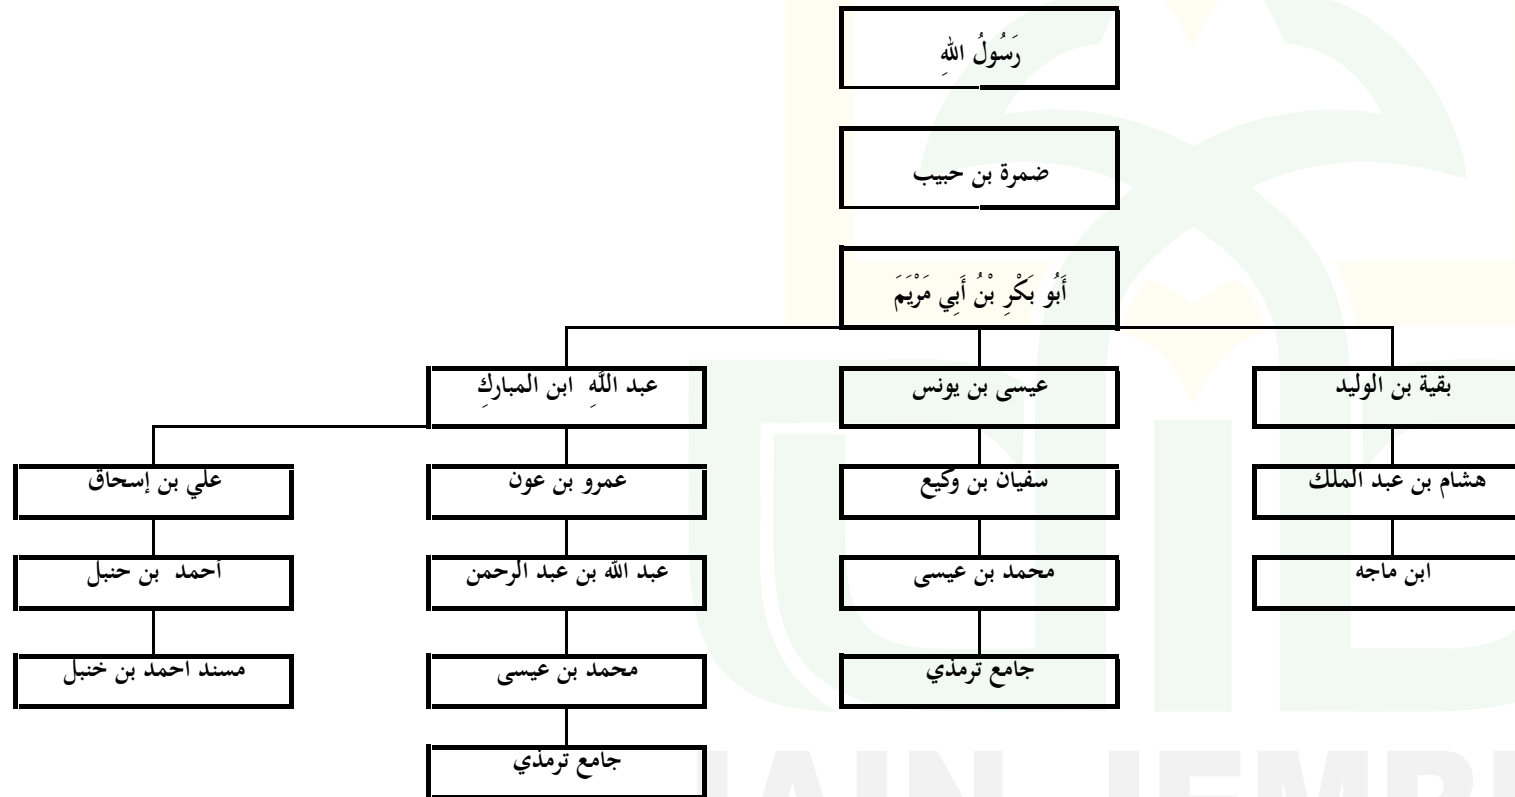 رَسُولُ اللهِ
ضمرة بن حبيب
أَبُو بَكْرِ بْنُ أَبِي مَرْيَمَ
بقية بن الوليد
عيسى بن يونس
عبد اللَّهِ ابن المباركِ
هشام بن عبد الملك
سفيان بن وكيع
عمرو بن عون
علي بن إسحاق
ابن ماجه
محمد بن عيسى
عبد الله بن عبد الرحمن
أحمد بن حنبل
جامع ترمذي
محمد بن عيسى
مسند احمد بن خنبل
جامع ترمذي